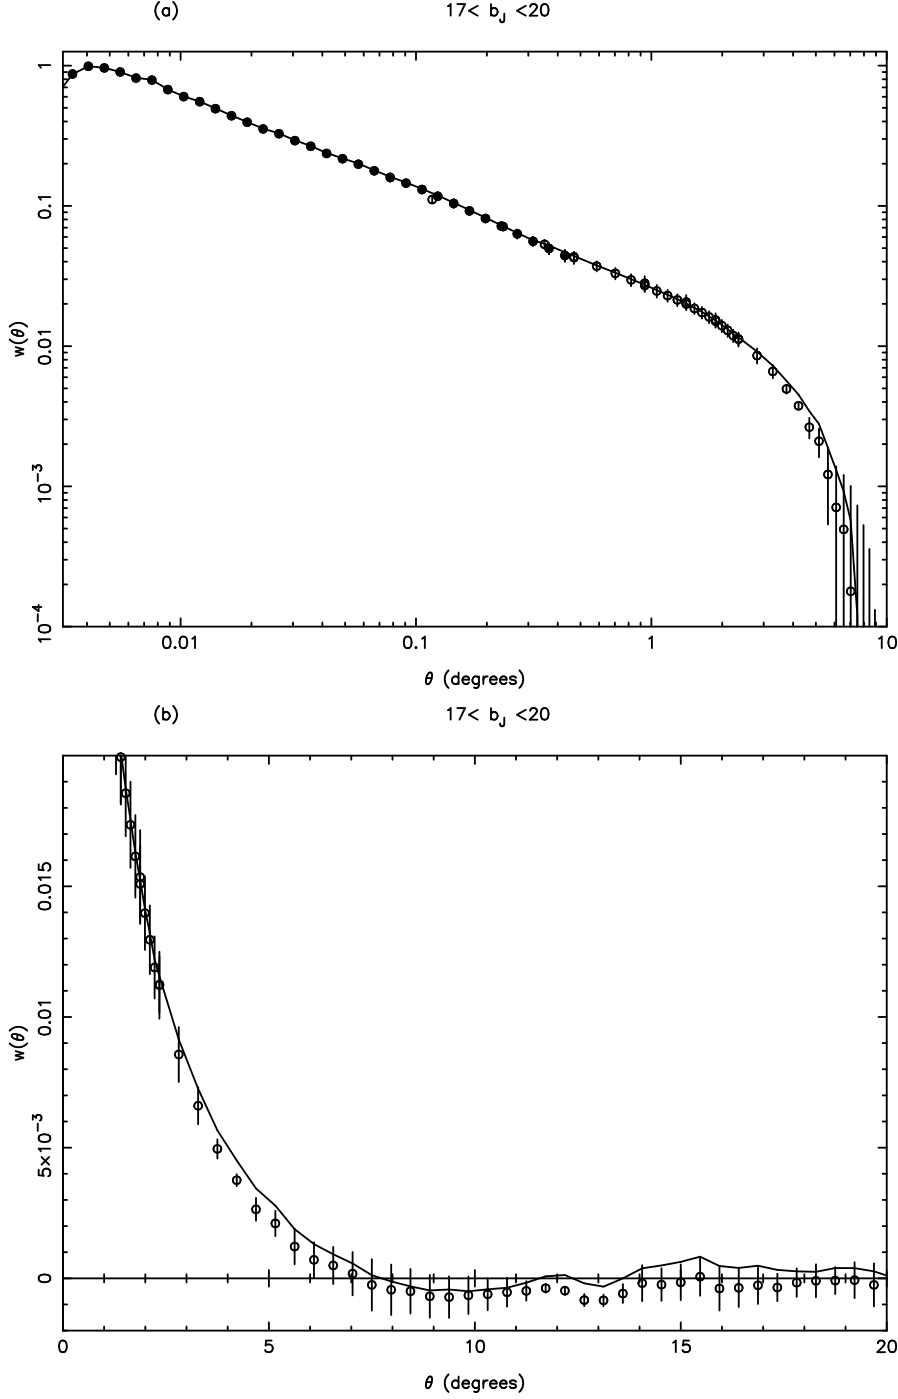 (a) 17< b_J <20
1
0.1
0.01
10^-3
10^-4
w(θ)
0.01 0.1 1 10
θ (degrees)
(b) 17< b_J <20
0.015
0.01
5×10^-3
0
w(θ)
0 5 10 15 20
θ (degrees)